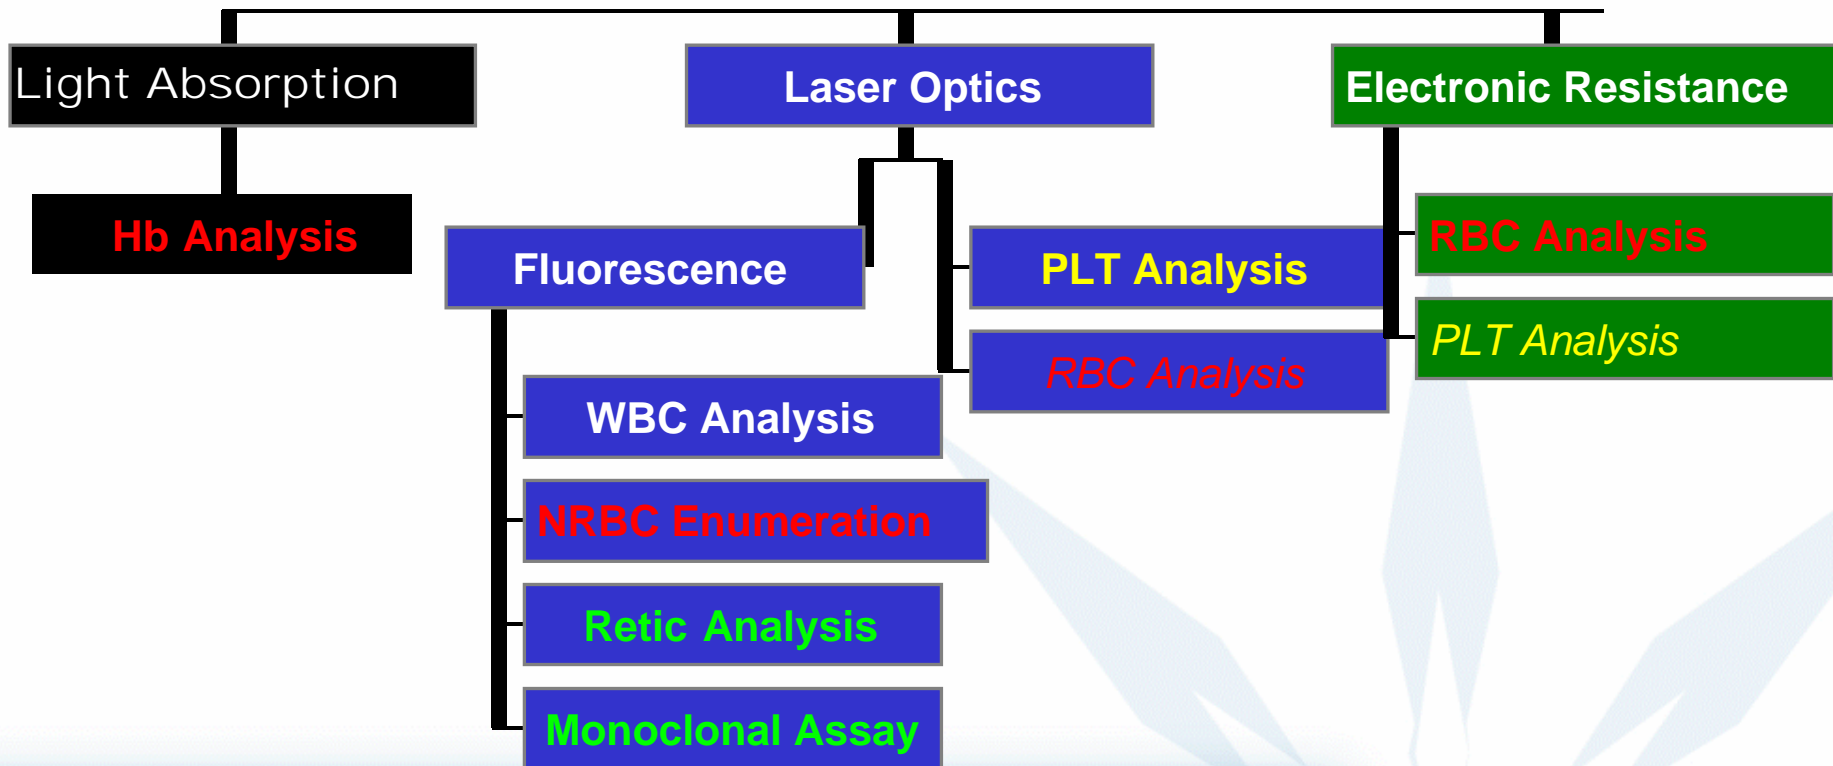 Light Absorption
Laser Optics
Electronic Resistance
Hb Analysis
Fluorescence
PLT Analysis
RBC Analysis
RBC Analysis
PLT Analysis
WBC Analysis
NRBC Enumeration
Retic Analysis
Monoclonal Assay